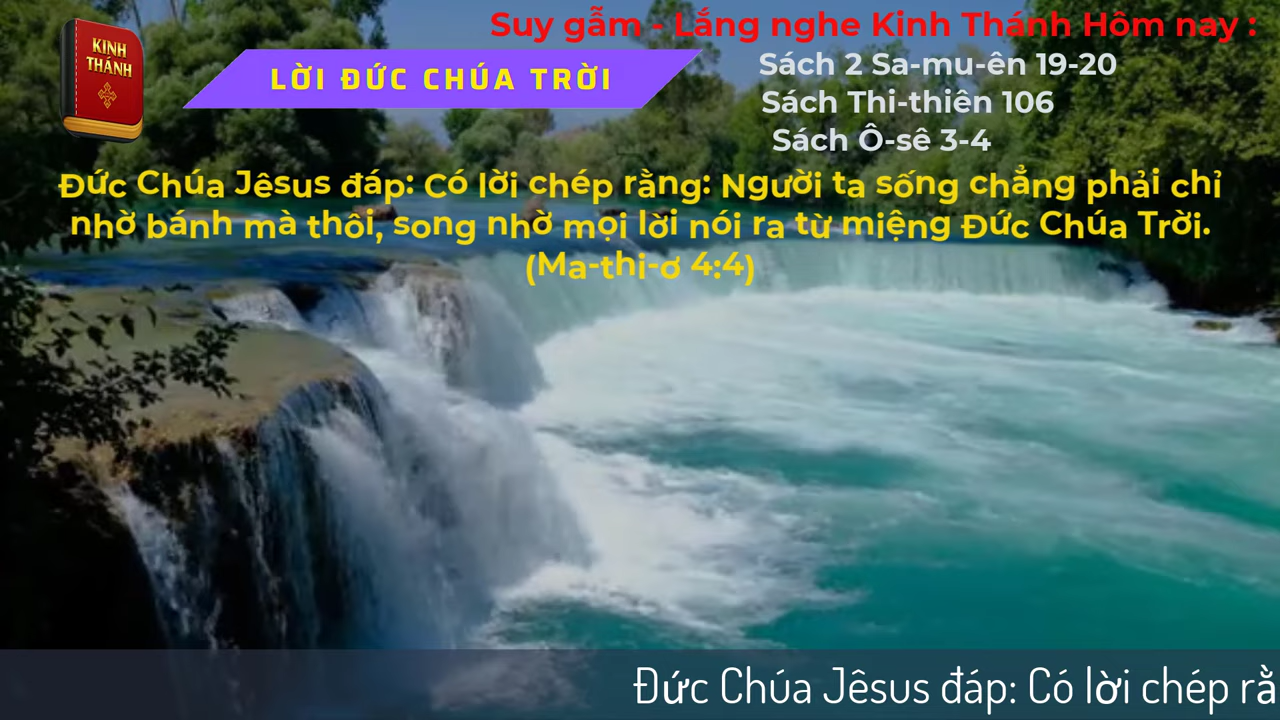 KINH
THÁNH
LỜI ĐỨC CHÚA TRỜI
Suy gẫm - Lắng nghe Kinh Thánh Hôm nay :
Sách 2 Sa-mu-ên 19-20
Sách Thi-thiên 106
Sách Ô-sê 3-4
Đức Chúa Jêsus đáp: Có lời chép rằng: Người ta sống chẳng phải chỉ
nhờ bánh mà thôi, song nhờ mọi lời nói ra từ miệng Đức Chúa Trời.
(Ma-thi-ơ 4:4)
Đức Chúa Jêsus đáp: Có lời chép rằ